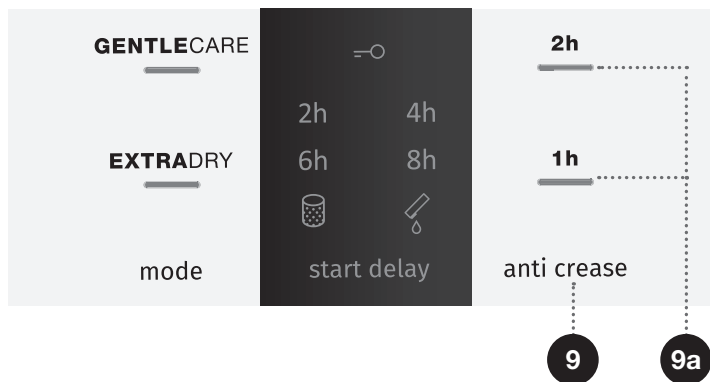 GENTLECARE
EXTRADRY
mode
2h 4h
6h 8h
start delay
2h
1h
anti crease
9 9a